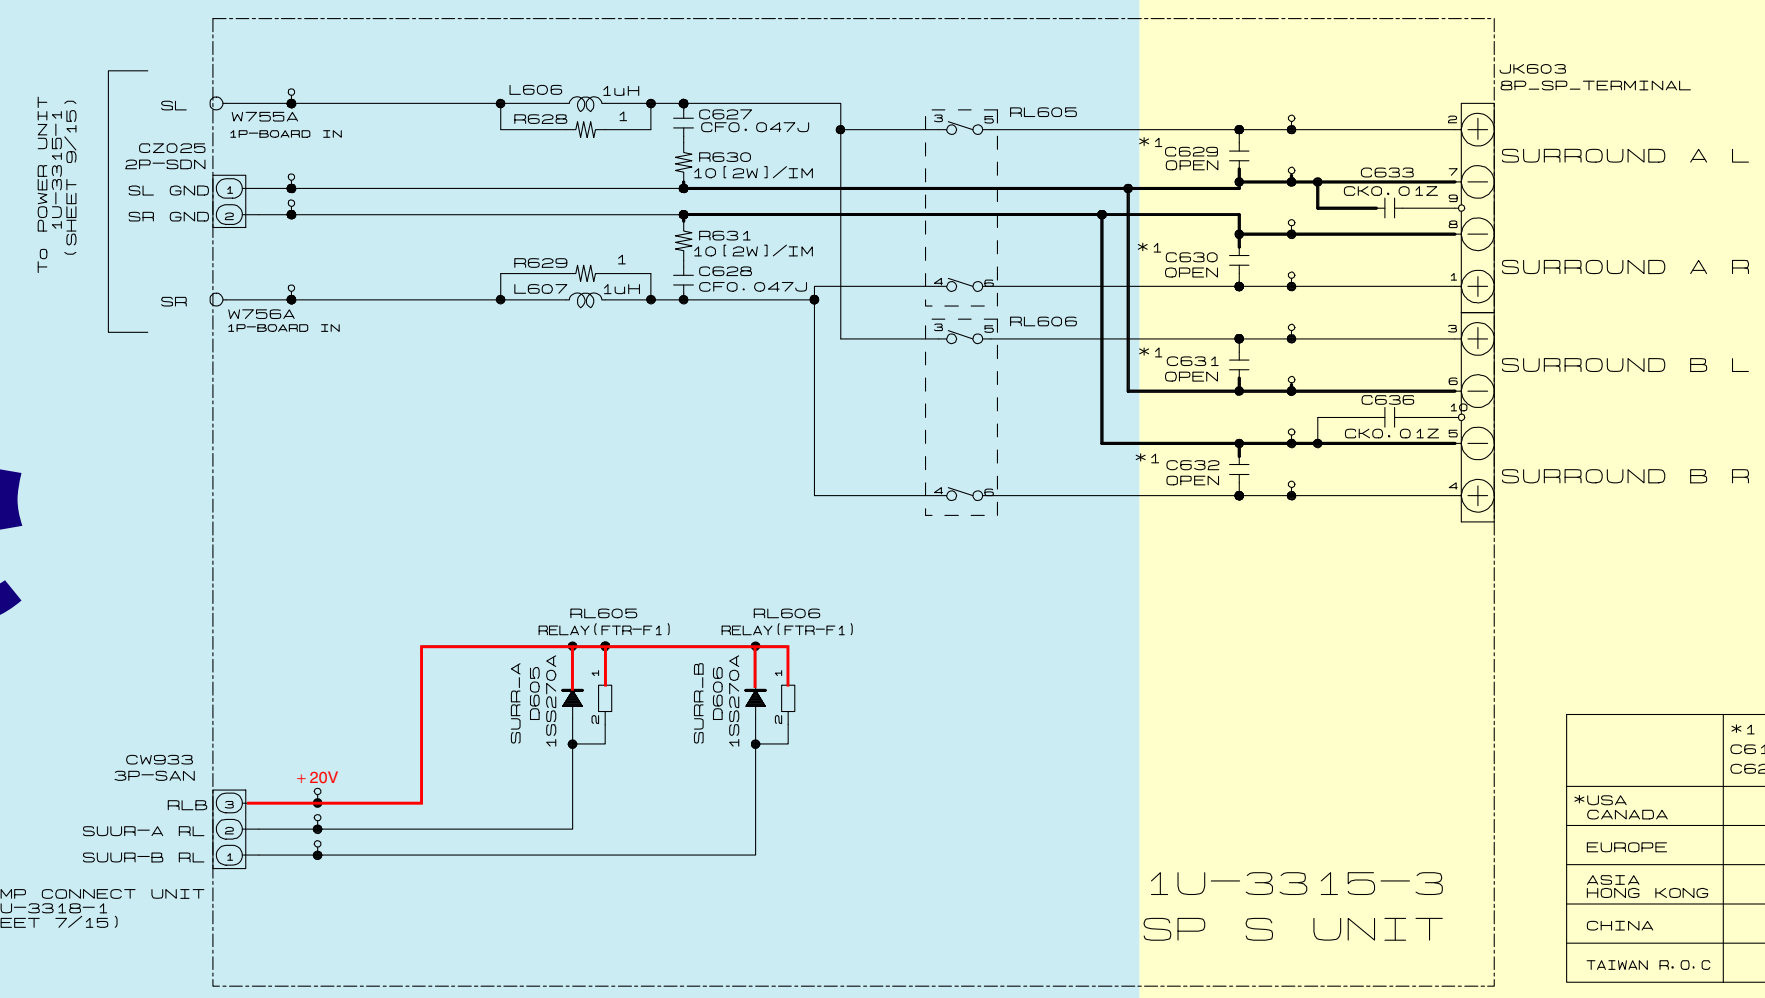 To POWER UNIT
1U-3315-1
(SHEET 9/15)
SL
W755A
1P-BOARD IN
CZ025
2P-SDN
SL GND 1
SR GND 2
SR
W756A
1P-BOARD IN
L606 1uH
R628 1
C627
CF0.047J
R630
10[2W]/IM
R631
10[2W]/IM
C628
CF0.047J
R629 1
L607 1uH
RL605
3 5
4 6
RL606
3 5
4 6
*1 C629
OPEN
*1 C630
OPEN
*1 C631
OPEN
*1 C632
OPEN
C633
CK0.01Z
C636
CK0.01Z
JK603
8P_SP_TERMINAL
2
7
9
8
1
3
6
10
5
4
SURROUND A L
SURROUND A R
SURROUND B L
SURROUND B R
RL605
RELAY(FTR-F1)
SURR_A
D605
1SS270A
1
2
RL606
RELAY(FTR-F1)
SURR_B
D606
1SS270A
1
2
CW933
3P-SAN
+20V
RLB 3
SUUR-A RL 2
SUUR-B RL 1
MP CONNECT UNIT
U-3318-1
EET 7/15)
1U-3315-3
SP S UNIT
*1
C61
C62
*USA
CANADA
EUROPE
ASIA
HONG KONG
CHINA
TAIWAN R.O.C